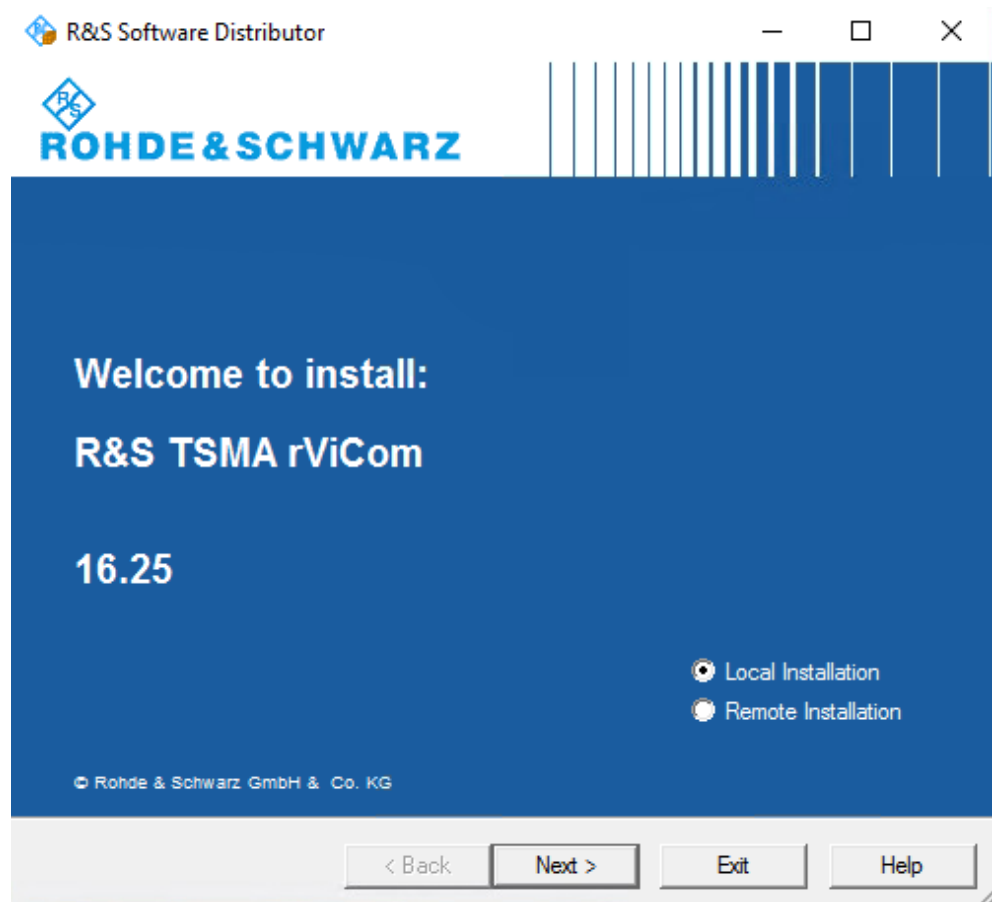 R&S Software Distributor
R&S
ROHDE&SCHWARZ
Welcome to install:
R&S TSMA rViCom
16.25
Local Installation
Remote Installation
© Rohde & Schwarz GmbH & Co. KG
< Back Next > Exit Help